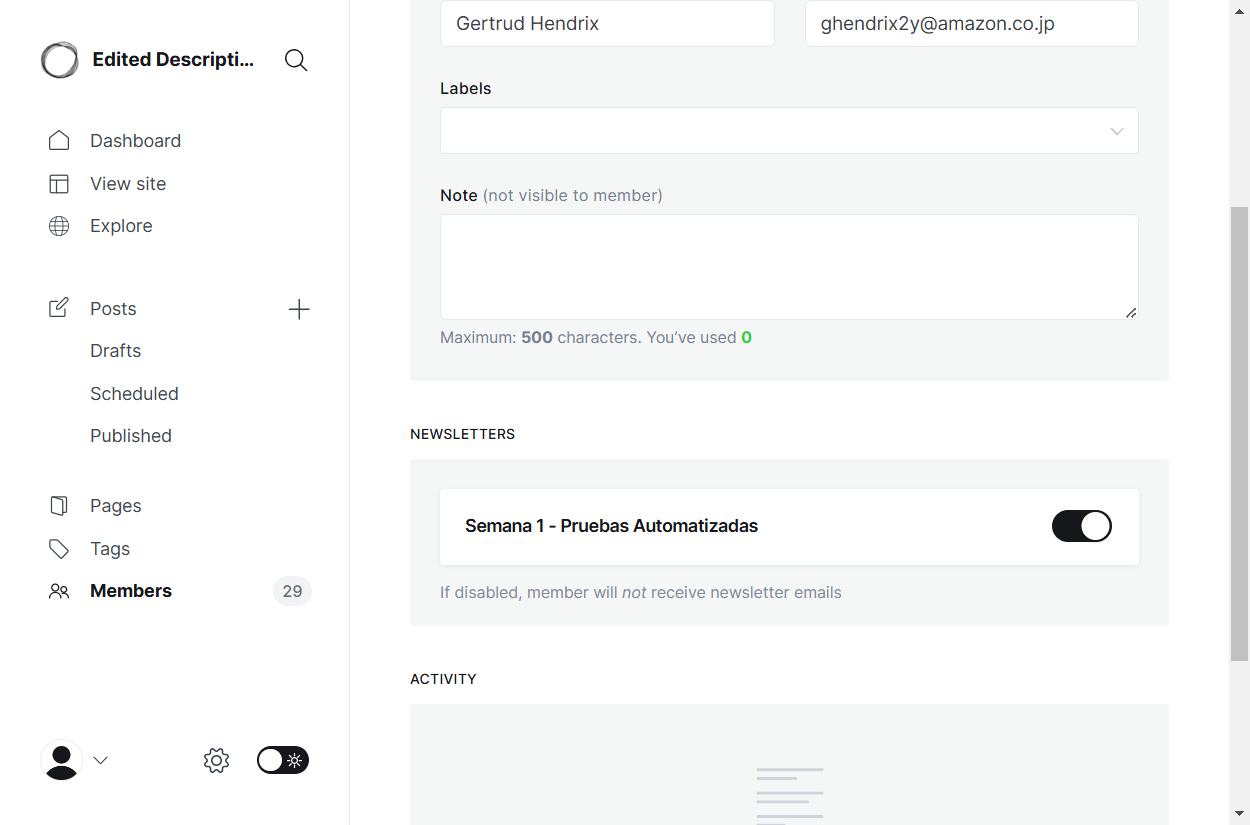 Edited Descripti...
Dashboard
View site
Explore
Posts
Drafts
Scheduled
Published
Pages
Tags
Members 29
Gertrud Hendrix ghendrix2y@amazon.co.jp
Labels
Note (not visible to member)
Maximum: 500 characters. You’ve used 0
NEWSLETTERS
Semana 1 - Pruebas Automatizadas
If disabled, member will not receive newsletter emails
ACTIVITY